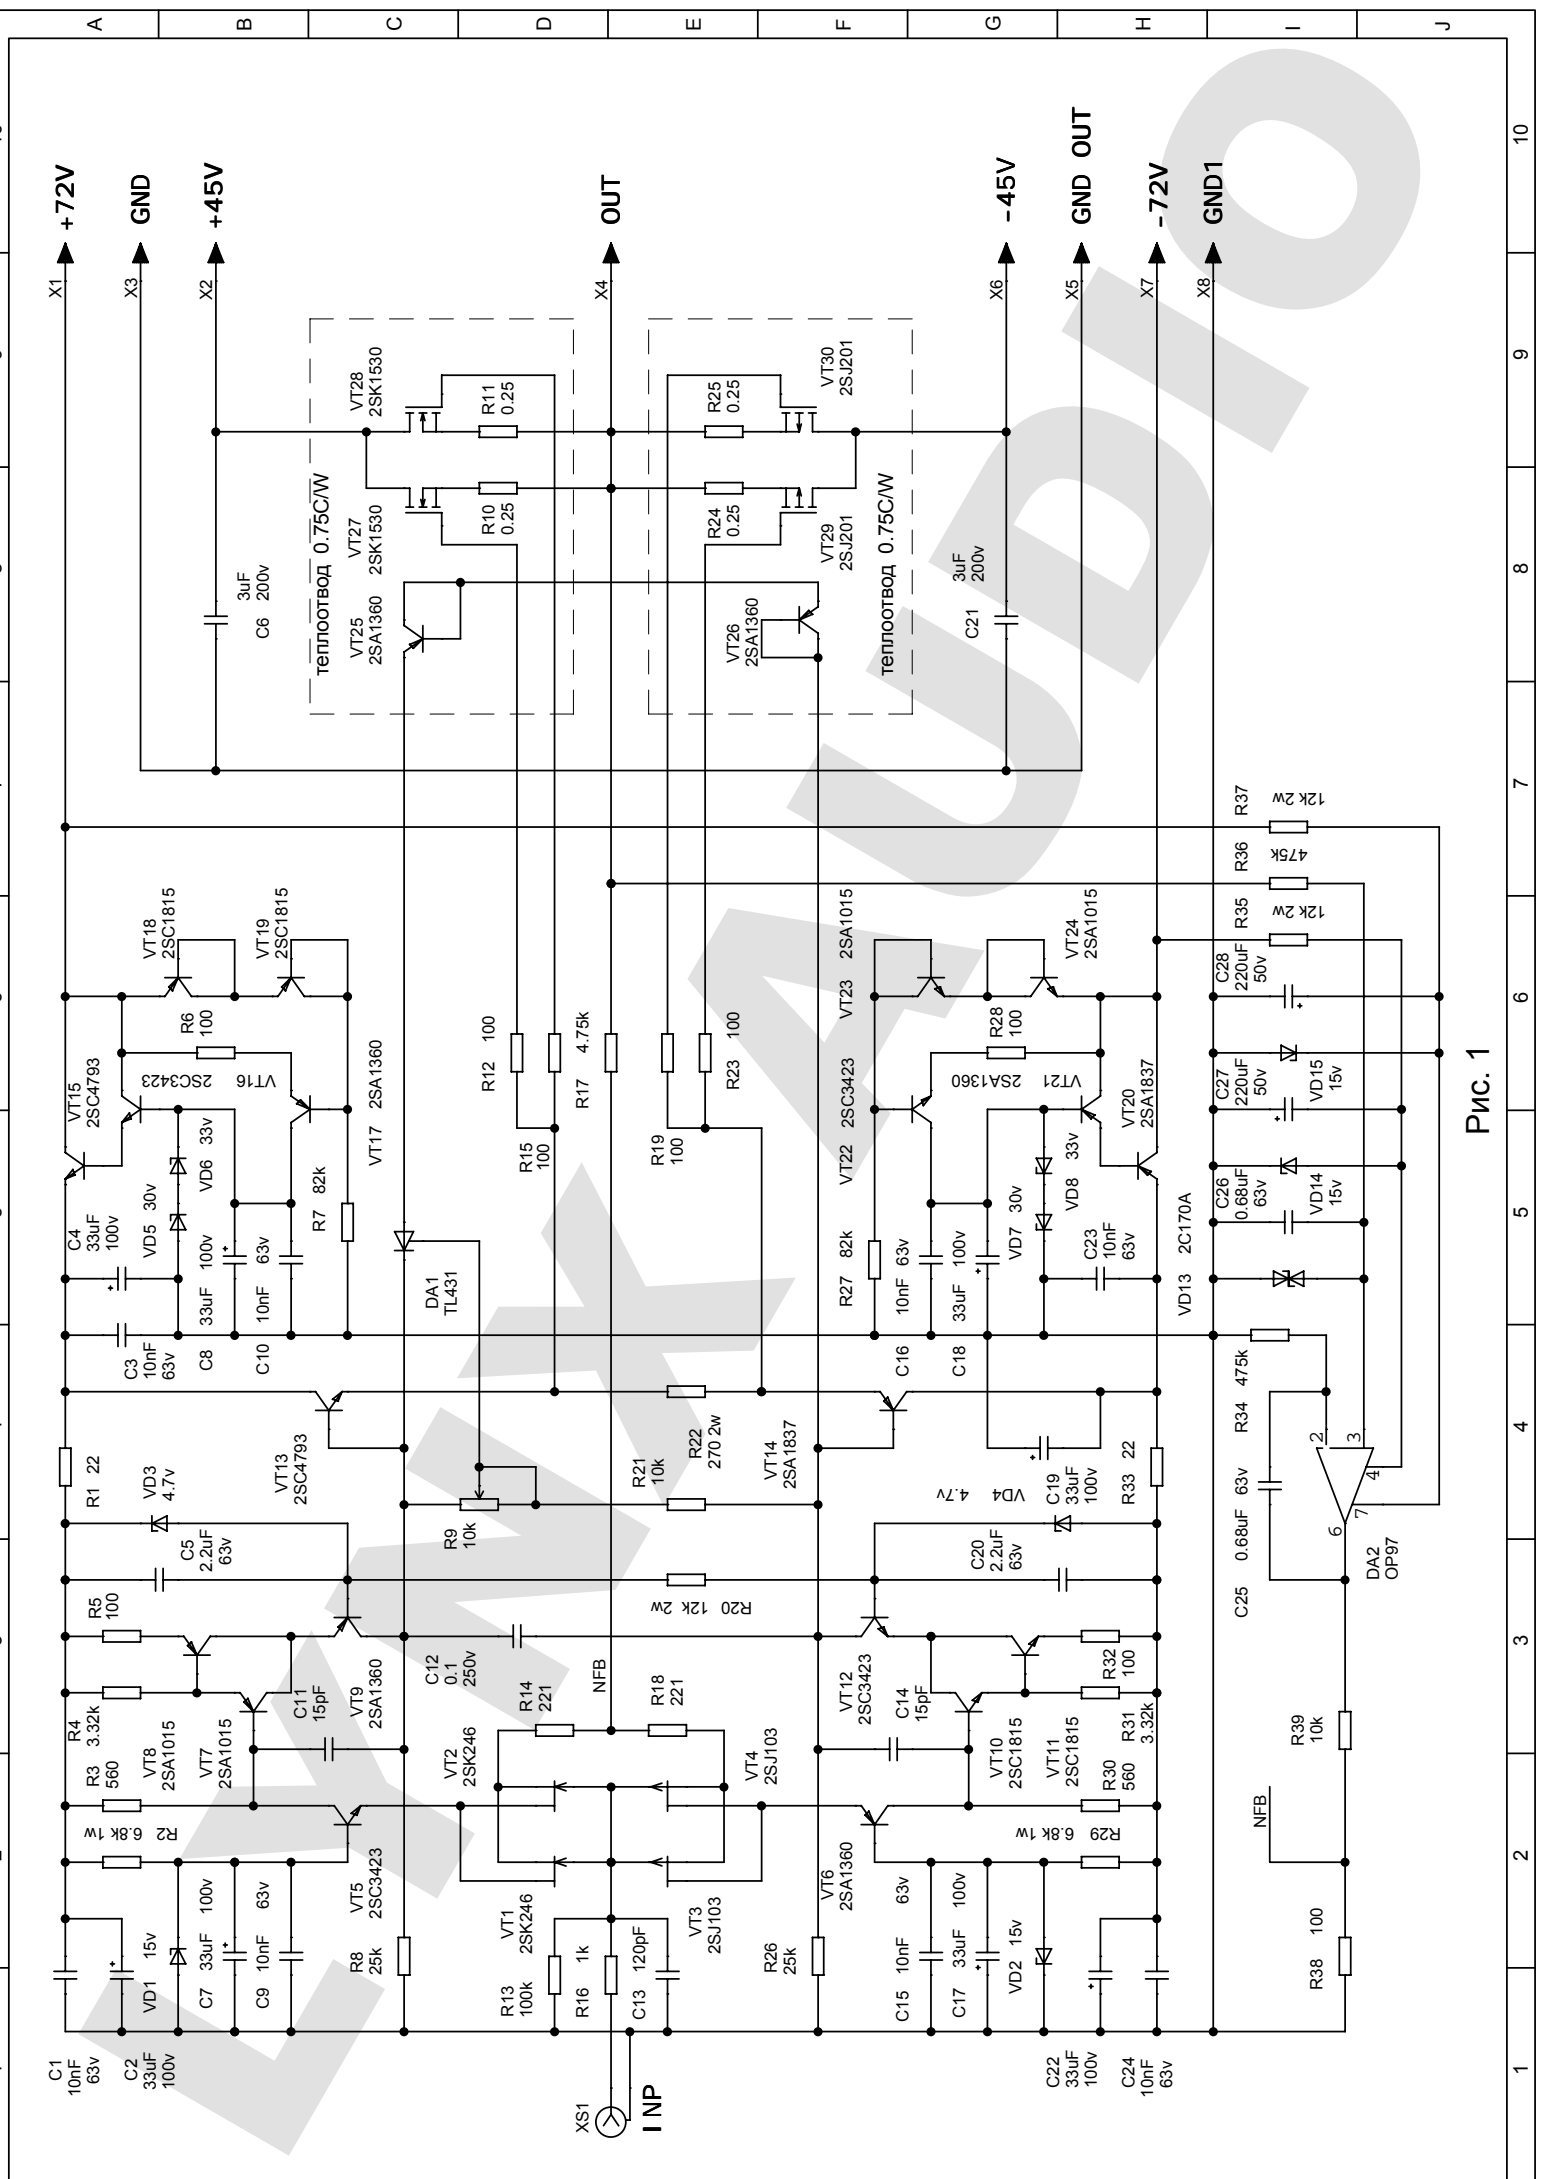 LYNX AUDIO
A
B
C
D
E
F
G
H
I
J
10
9
8
7
6
5
4
3
2
1
+72V
X1
GND
X3
+45V
X2
OUT
X4
-45V
X6
GND OUT
X5
-72V
X7
GND1
X8
C1
10nF
63v
C2
33uF
100v
VD1
15v
C7
33uF
100v
C9
10nF
63v
R2
6.8k 1w
R3
560
R4
3.32k
R5
100
VT8
2SA1015
VT7
2SA1015
C11
15pF
VT9
2SA1360
VT5
2SC3423
R8
25k
C5
2.2uF
63v
VD3
4.7v
R1
22
VT13
2SC4793
C3
10nF
63v
C4
33uF
100v
VD5
30v
VD6
33v
C8
33uF
100v
C10
10nF
63v
R7
82k
VT15
2SC4793
VT16
2SC3423
VT17
2SA1360
R6
100
VT18
2SC1815
VT19
2SC1815
DA1
TL431
R9
10k
C12
0.1
250v
R14
221
NFB
R18
221
VT2
2SK246
VT4
2SJ103
VT1
2SK246
VT3
2SJ103
R13
100k
R16
1k
C13
120pF
XS1
INP
R20
12k 2w
R21
10k
R22
270 2w
VT14
2SA1837
R15
100
R12
100
R17
4.75k
R19
100
R23
100
теплоотвод 0.75C/W
VT25
2SA1360
VT27
2SK1530
VT28
2SK1530
R10
0.25
R11
0.25
C6
3uF
200v
R24
0.25
R25
0.25
VT26
2SA1360
VT29
2SJ201
VT30
2SJ201
теплоотвод 0.75C/W
C21
3uF
200v
R26
25k
VT6
2SA1360
C15
10nF
63v
C17
33uF
100v
VD2
15v
C22
33uF
100v
C24
10nF
63v
R29
6.8k 1w
R30
560
R31
3.32k
R32
100
VT10
2SC1815
VT11
2SC1815
C14
15pF
VT12
2SC3423
C20
2.2uF
63v
VD4
4.7v
C19
33uF
100v
R33
22
R27
82k
C16
10nF
63v
C18
33uF
100v
VD7
30v
VD8
33v
C23
10nF
63v
VT22
2SC3423
VT21
2SA1360
VT20
2SA1837
R28
100
VT23
2SA1015
VT24
2SA1015
VD13
2C170A
C26
0.68uF
63v
VD14
15v
C27
220uF
50v
VD15
15v
C28
220uF
50v
R35
12k 2w
R36
475k
R37
12k 2w
R34
475k
C25
0.68uF
63v
DA2
OP97
2
3
4
6
7
R39
10k
NFB
R38
100
Рис. 1